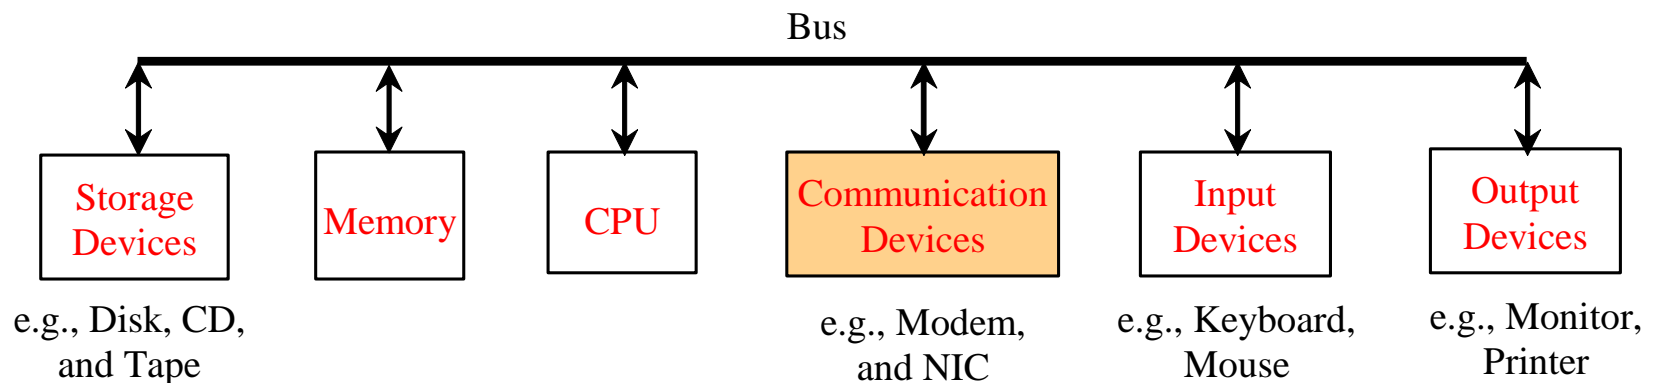 Bus
Storage
Devices
Memory
CPU
Communication
Devices
Input
Devices
Output
Devices
e.g., Disk, CD,
and Tape
e.g., Modem,
and NIC
e.g., Keyboard,
Mouse
e.g., Monitor,
Printer